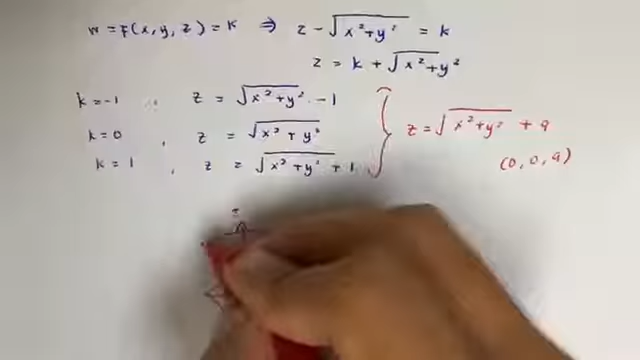 w = F(x, y, z) = k ⇒ z - √(x²+y²) = k
z = k + √(x²+y²)
k = -1 , z = √(x²+y²) - 1
k = 0 , z = √(x²+y²)
k = 1 , z = √(x²+y²) + 1 ,
z = √(x²+y²) + a
(0, 0, a)
z